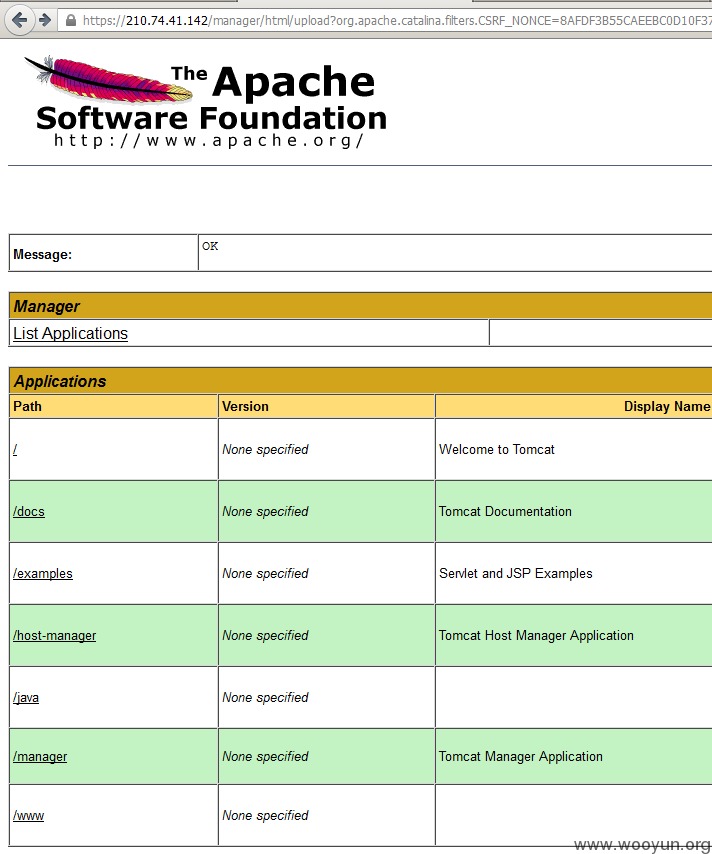 https://210.74.41.142/manager/html/upload?org.apache.catalina.filters.CSRF_NONCE=8AFDF3B55CAEEBC0D10F37
The Apache
Software Foundation
http://www.apache.org/
Message: OK
Manager
List Applications
Applications
Path Version Display Name
/ None specified Welcome to Tomcat
/docs None specified Tomcat Documentation
/examples None specified Servlet and JSP Examples
/host-manager None specified Tomcat Host Manager Application
/java None specified
/manager None specified Tomcat Manager Application
/www None specified
www.wooyun.org